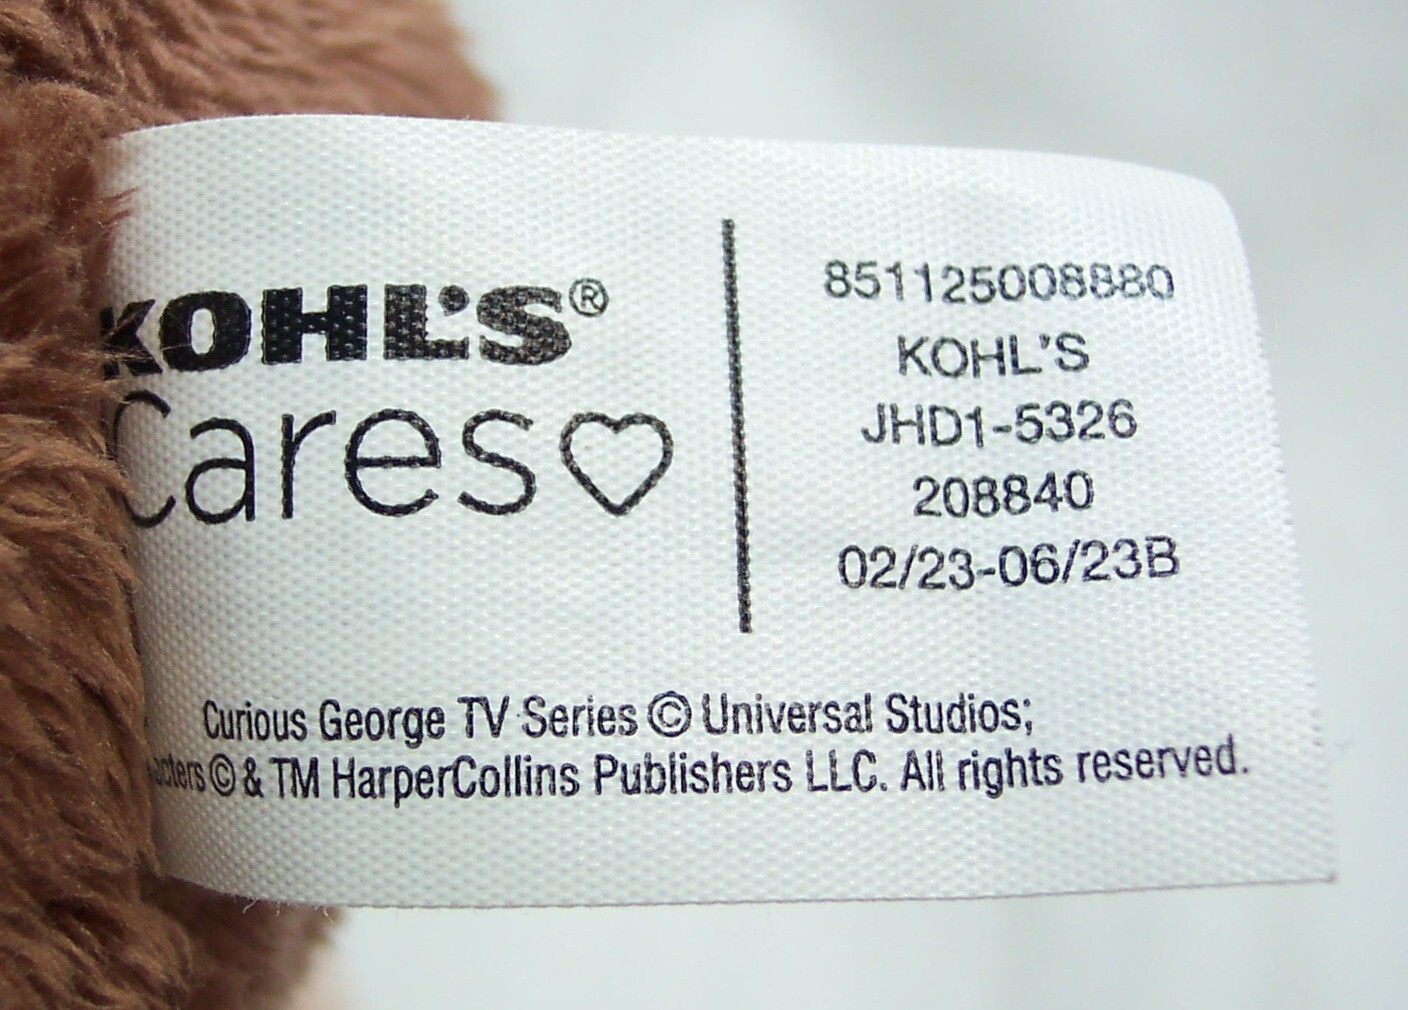 KOHL'S®
Cares
851125008880
KOHL'S
JHD1-5326
208840
02/23-06/23B
Curious George TV Series © Universal Studios;
© & TM HarperCollins Publishers LLC. All rights reserved.